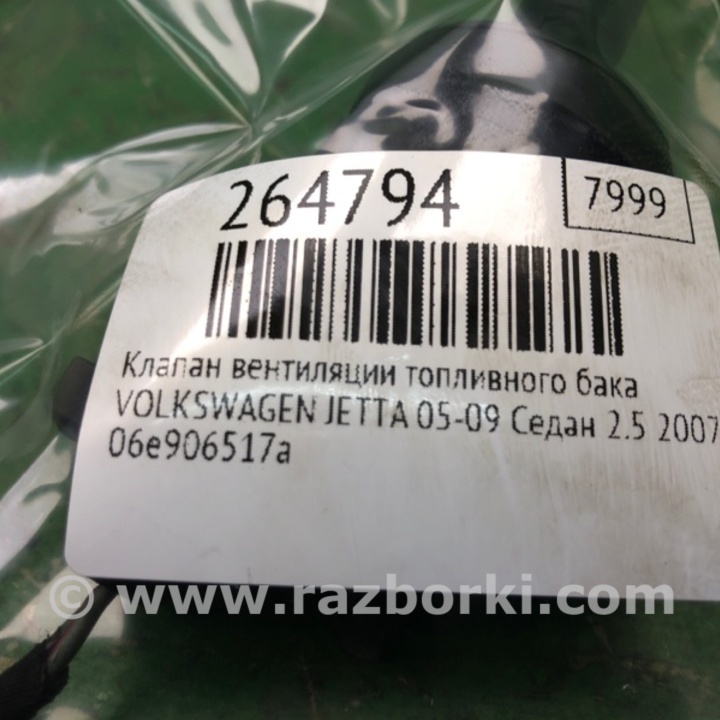 264794
7999
Клапан вентиляции топливного бака
VOLKSWAGEN JETTA 05-09 Седан 2.5 2007
06e906517a
© www.razborki.com